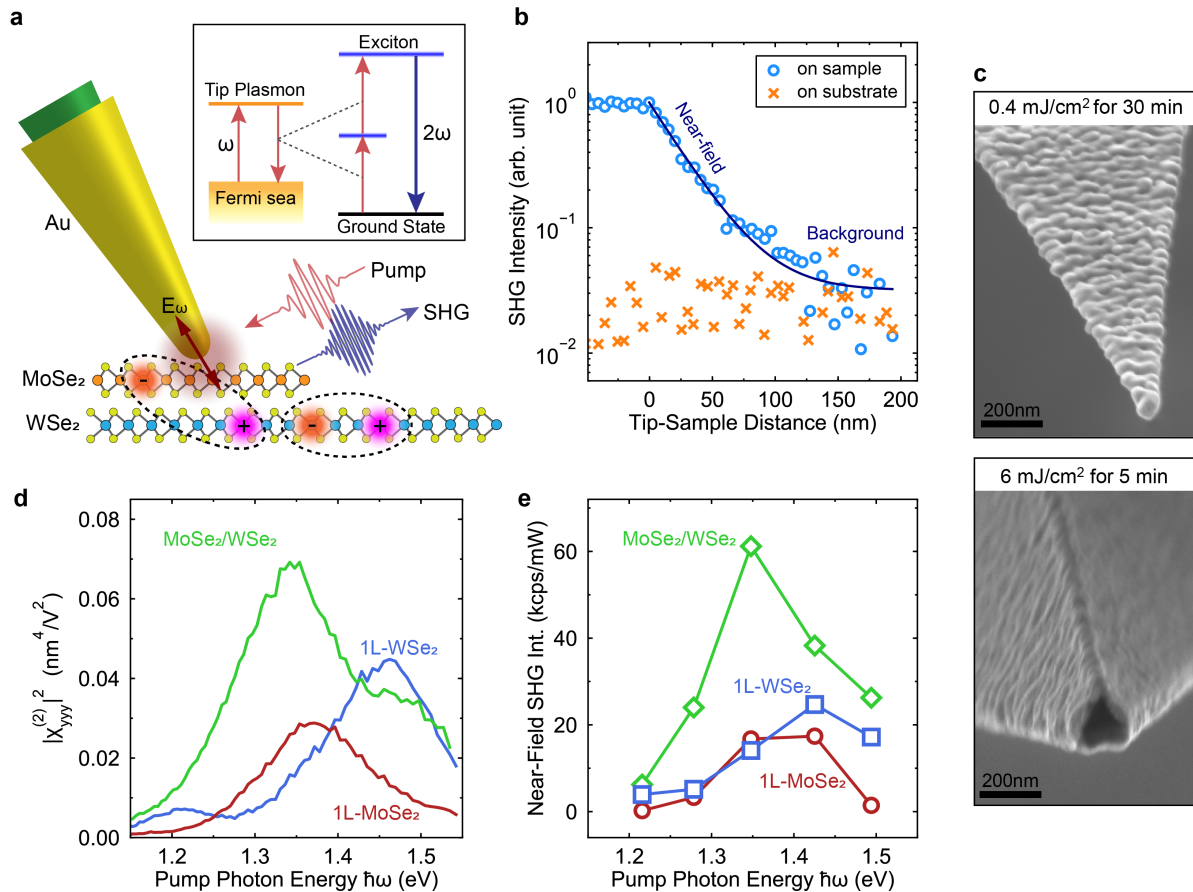 a
Exciton
Tip Plasmon
ω
2ω
Fermi sea
Ground State
Au
Pump
SHG
Eω
MoSe₂
-
WSe₂
+
-
+
b
SHG Intensity (arb. unit)
10⁰
10⁻¹
10⁻²
on sample
on substrate
Near-field
Background
0
50
100
150
200
Tip-Sample Distance (nm)
c
0.4 mJ/cm² for 30 min
200nm
6 mJ/cm² for 5 min
200nm
d
|χ⁽²⁾yyy|² (nm⁴/V²)
0.08
0.06
0.04
0.02
0.00
MoSe₂/WSe₂
1L-WSe₂
1L-MoSe₂
1.2
1.3
1.4
1.5
Pump Photon Energy ħω (eV)
e
Near-Field SHG Int. (kcps/mW)
60
40
20
0
MoSe₂/WSe₂
1L-WSe₂
1L-MoSe₂
1.2
1.3
1.4
1.5
Pump Photon Energy ħω (eV)